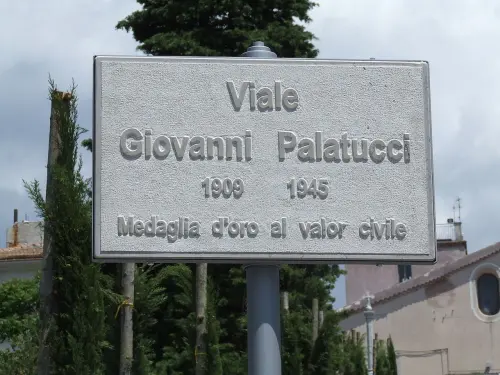 Viale
Giovanni Palatucci
1909 1945
Medaglia d'oro al valor civile